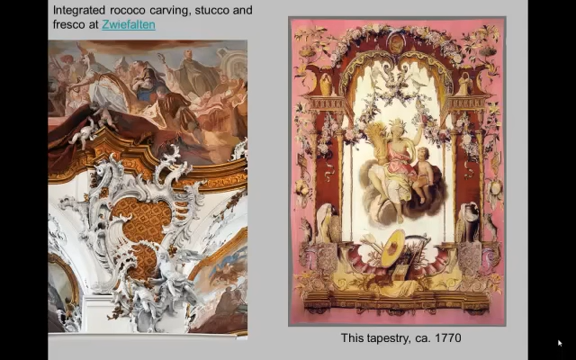 Integrated rococo carving, stucco and
fresco at Zwiefalten
This tapestry, ca. 1770